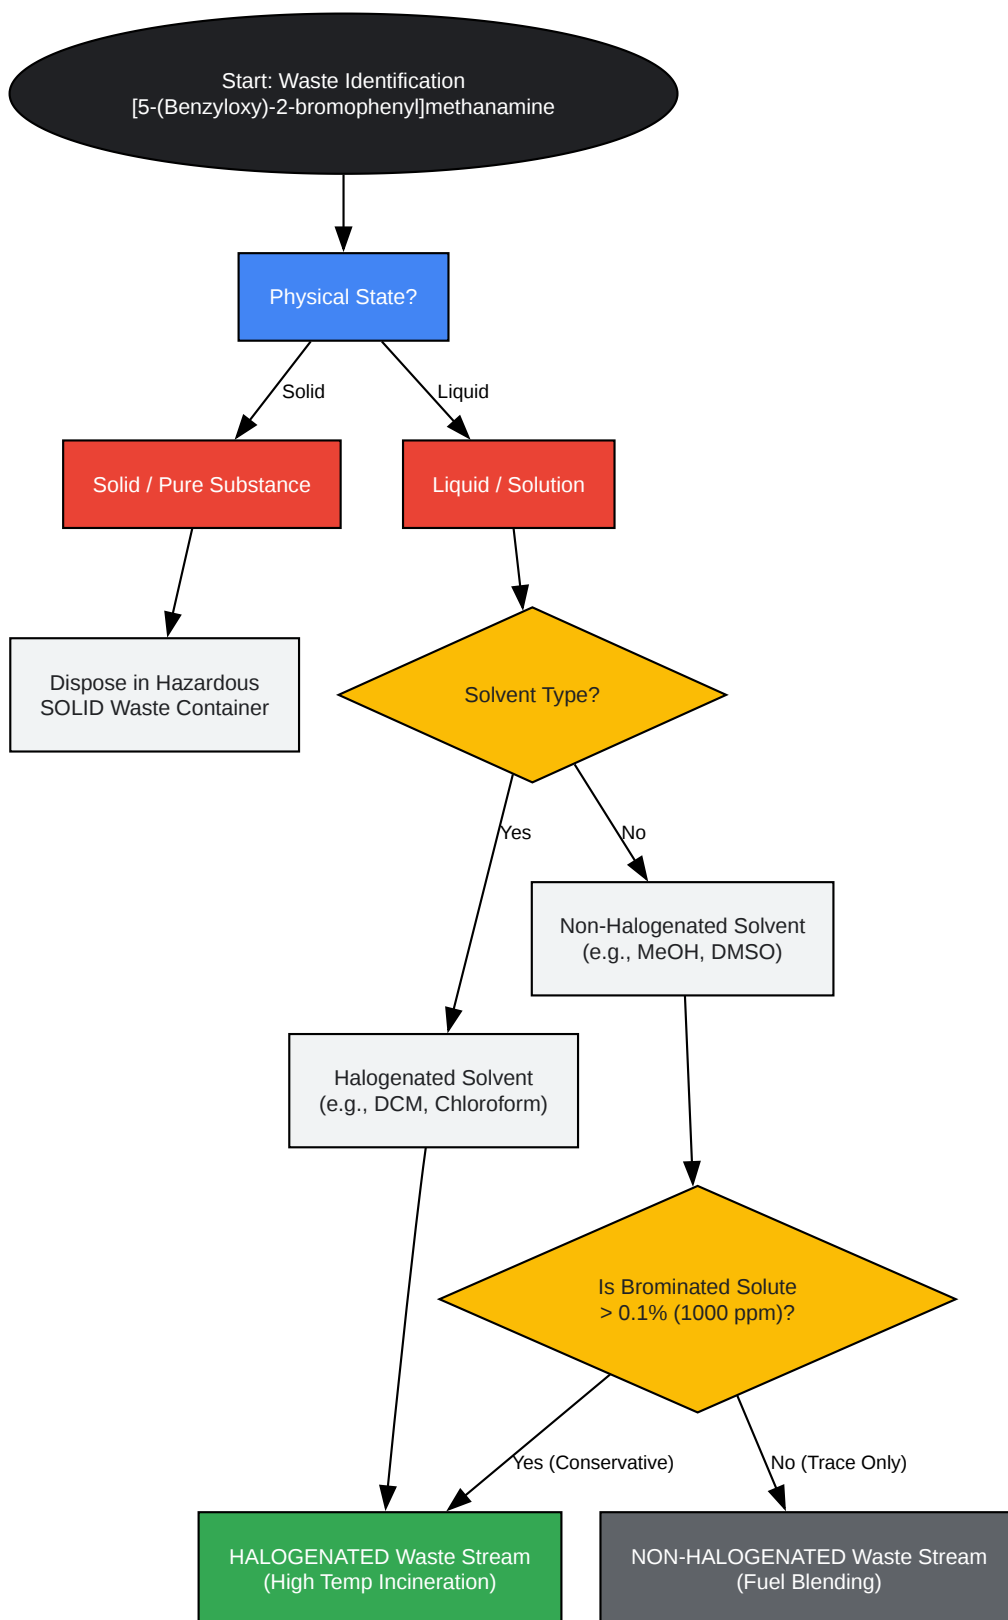 Start: Waste Identification
[5-(Benzyloxy)-2-bromophenyl]methanamine
Physical State?
Solid
Liquid
Solid / Pure Substance
Liquid / Solution
Dispose in Hazardous
SOLID Waste Container
Solvent Type?
Yes
No
Non-Halogenated Solvent
(e.g., MeOH, DMSO)
Halogenated Solvent
(e.g., DCM, Chloroform)
Is Brominated Solute
> 0.1% (1000 ppm)?
Yes (Conservative)
No (Trace Only)
HALOGENATED Waste Stream
(High Temp Incineration)
NON-HALOGENATED Waste Stream
(Fuel Blending)